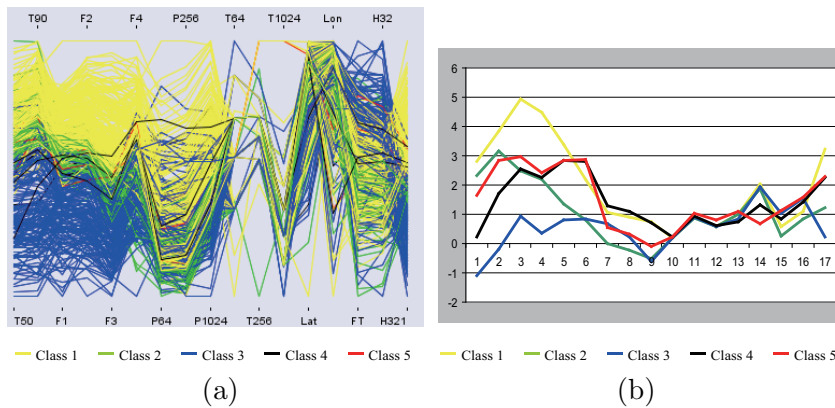 T90 F2 F4 P256 T64 T1024 Lon H32
T50 F1 F3 P64 P1024 T256 Lat FT H321
Class 1 Class 2 Class 3 Class 4 Class 5
(a)
6
5
4
3
2
1
0
-1
-2
1 2 3 4 5 6 7 8 9 10 11 12 13 14 15 16 17
Class 1 Class 2 Class 3 Class 4 Class 5
(b)